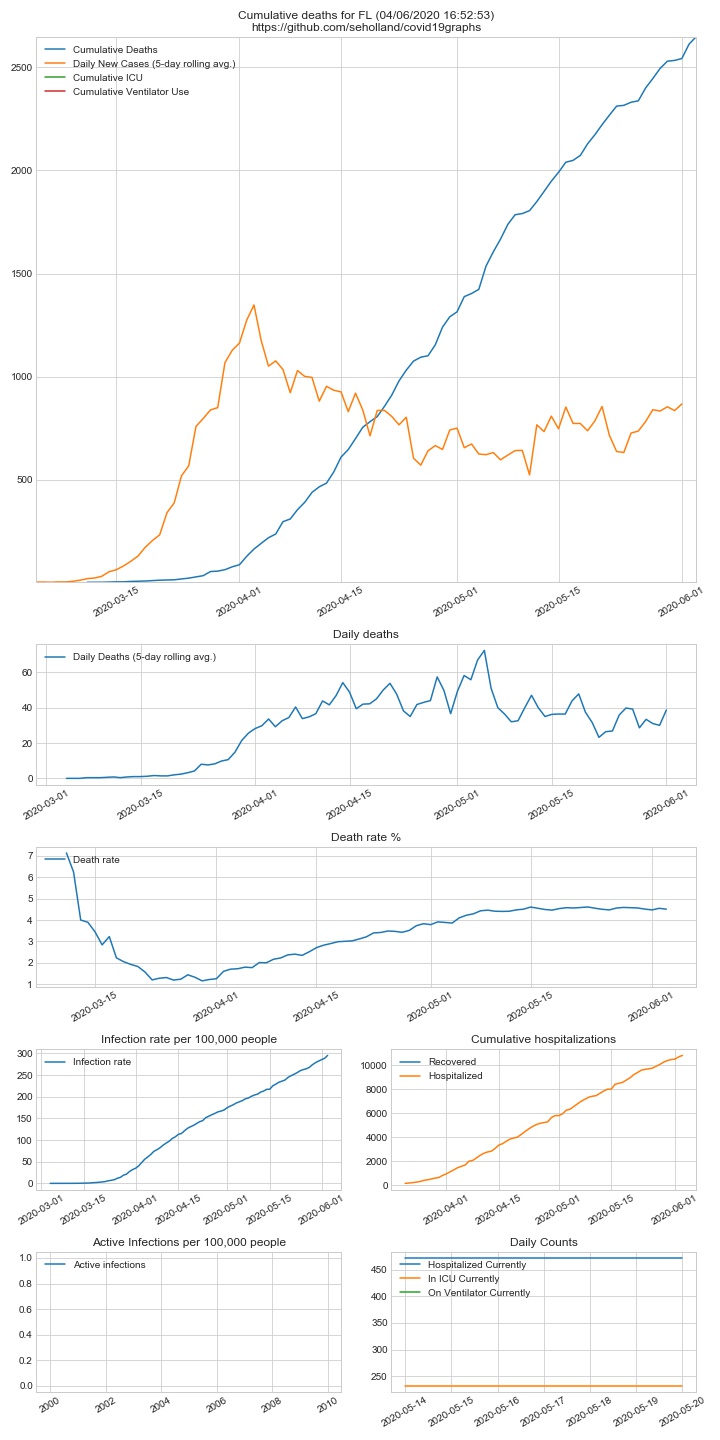 Cumulative deaths for FL (04/06/2020 16:52:53)
https://github.com/seholland/covid19graphs
Cumulative Deaths
Daily New Cases (5-day rolling avg.)
Cumulative ICU
Cumulative Ventilator Use
2500
2000
1500
1000
500
2020-03-15 2020-04-01 2020-04-15 2020-05-01 2020-05-15 2020-06-01
Daily deaths
Daily Deaths (5-day rolling avg.)
60
40
20
0
2020-03-01 2020-03-15 2020-04-01 2020-04-15 2020-05-01 2020-05-15 2020-06-01
Death rate %
Death rate
7
6
5
4
3
2
1
2020-03-15 2020-04-01 2020-04-15 2020-05-01 2020-05-15 2020-06-01
Infection rate per 100,000 people
Infection rate
300
250
200
150
100
50
0
2020-03-01 2020-03-15 2020-04-01 2020-04-15 2020-05-01 2020-05-15 2020-06-01
Cumulative hospitalizations
Recovered
Hospitalized
10000
8000
6000
4000
2000
0
2020-04-01 2020-04-15 2020-05-01 2020-05-15 2020-06-01
Active Infections per 100,000 people
Active infections
1.0
0.8
0.6
0.4
0.2
0.0
2000 2002 2004 2006 2008 2010
Daily Counts
Hospitalized Currently
In ICU Currently
On Ventilator Currently
450
400
350
300
250
2020-05-14 2020-05-15 2020-05-16 2020-05-17 2020-05-18 2020-05-19 2020-05-20